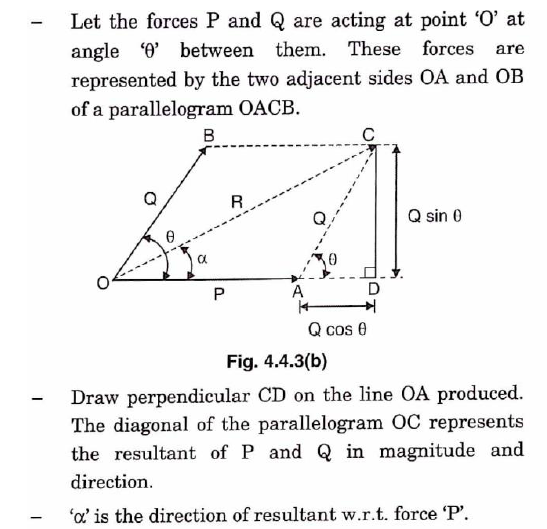 – Let the forces P and Q are acting at point ‘O’ at
angle ‘θ’ between them. These forces are
represented by the two adjacent sides OA and OB
of a parallelogram OACB.
B
C
Q
R
Q
Q sin θ
θ
α
θ
O
P
A
D
Q cos θ
Fig. 4.4.3(b)
– Draw perpendicular CD on the line OA produced.
The diagonal of the parallelogram OC represents
the resultant of P and Q in magnitude and
direction.
– ‘α’ is the direction of resultant w.r.t. force ‘P’.